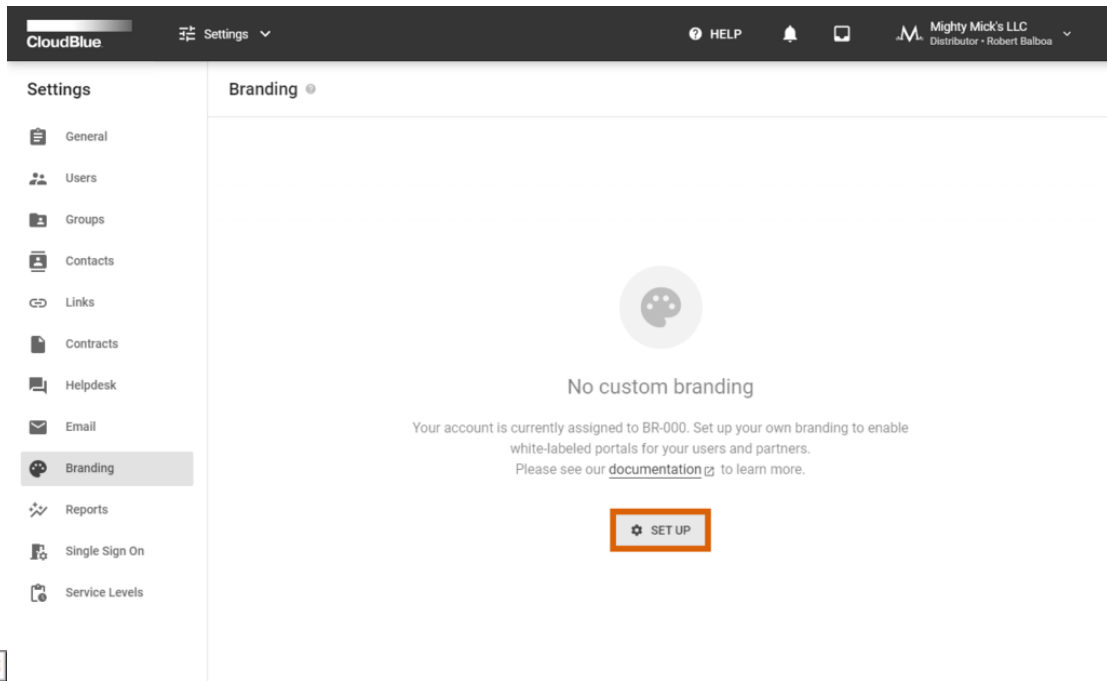 CloudBlue
Settings
HELP
Mighty Mick's LLC
Distributor • Robert Balboa
Settings
Branding
General
Users
Groups
Contacts
Links
Contracts
Helpdesk
Email
Branding
Reports
Single Sign On
Service Levels
No custom branding
Your account is currently assigned to BR-000. Set up your own branding to enable
white-labeled portals for your users and partners.
Please see our documentation to learn more.
SET UP